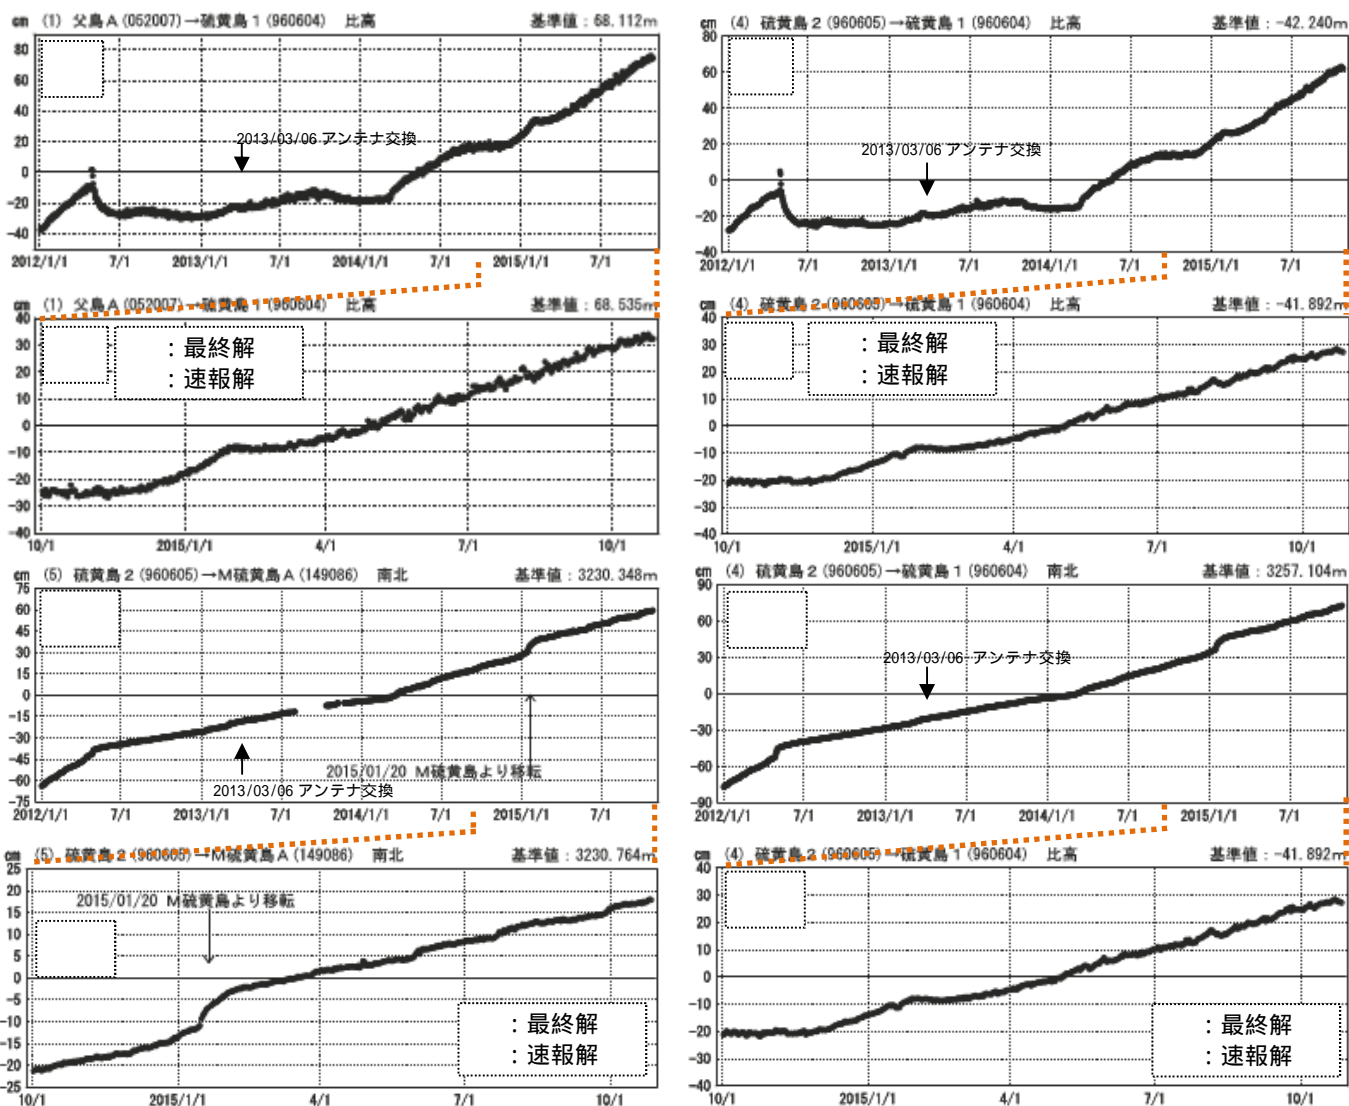 cm (1) 父島A(052007)→硫黄島1(960604) 比高 基準値:68.112m
80
60
40
20
0
-20
-40
2013/03/06 アンテナ交換
2012/1/1 7/1 2013/1/1 7/1 2014/1/1 7/1 2015/1/1 7/1
cm (4) 硫黄島2(960605)→硫黄島1(960604) 比高 基準値:-42.240m
80
60
40
20
0
-20
-40
2013/03/06 アンテナ交換
2012/1/1 7/1 2013/1/1 7/1 2014/1/1 7/1 2015/1/1 7/1
cm (1) 父島A(052007)→硫黄島1(960604) 比高 基準値:68.535m
40
30
20
10
0
-10
-20
-30
-40
:最終解
:速報解
10/1 2015/1/1 4/1 7/1 10/1
cm (4) 硫黄島2(960605)→硫黄島1(960604) 比高 基準値:-41.892m
40
30
20
10
0
-10
-20
-30
-40
:最終解
:速報解
10/1 2015/1/1 4/1 7/1 10/1
cm (5) 硫黄島2(960605)→M硫黄島A(149086) 南北 基準値:3230.348m
75
60
45
30
15
0
-15
-30
-45
-60
-75
2015/01/20 M硫黄島より移転
2013/03/06 アンテナ交換
2012/1/1 7/1 2013/1/1 7/1 2014/1/1 7/1 2015/1/1 7/1
cm (4) 硫黄島2(960605)→硫黄島1(960604) 南北 基準値:3257.104m
90
60
30
0
-30
-60
-90
2013/03/06 アンテナ交換
2012/1/1 7/1 2013/1/1 7/1 2014/1/1 7/1 2015/1/1 7/1
cm (5) 硫黄島2(960605)→M硫黄島A(149086) 南北 基準値:3230.764m
25
20
15
10
5
0
-5
-10
-15
-20
-25
2015/01/20 M硫黄島より移転
:最終解
:速報解
10/1 2015/1/1 4/1 7/1 10/1
cm (4) 硫黄島2(960605)→硫黄島1(960604) 比高 基準値:-41.892m
40
30
20
10
0
-10
-20
-30
-40
:最終解
:速報解
10/1 2015/1/1 4/1 7/1 10/1